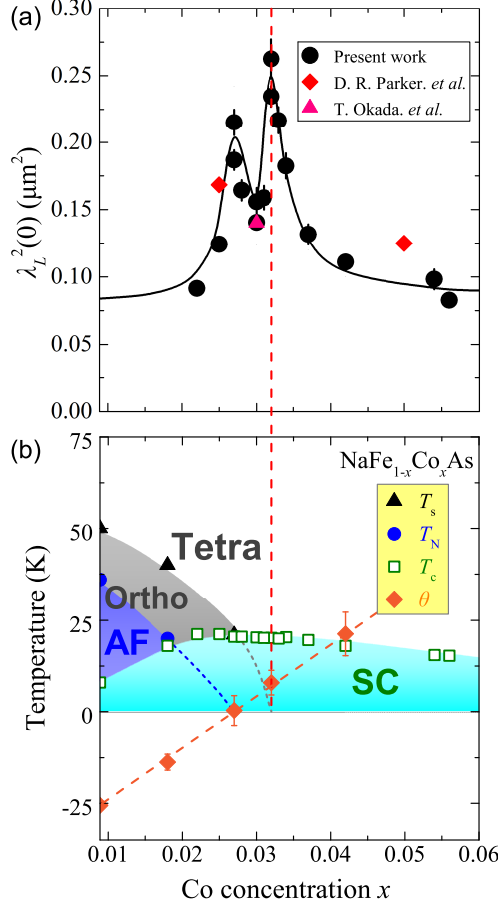 (a)
0.30
0.25
0.20
0.15
0.10
0.05
0.00
λL²(0) (μm²)
Present work
D. R. Parker. et al.
T. Okada. et al.
(b)
75
50
25
0
-25
Temperature (K)
NaFe1-xCoxAs
Ts
TN
Tc
θ
Tetra
Ortho
AF
SC
0.01 0.02 0.03 0.04 0.05 0.06
Co concentration x